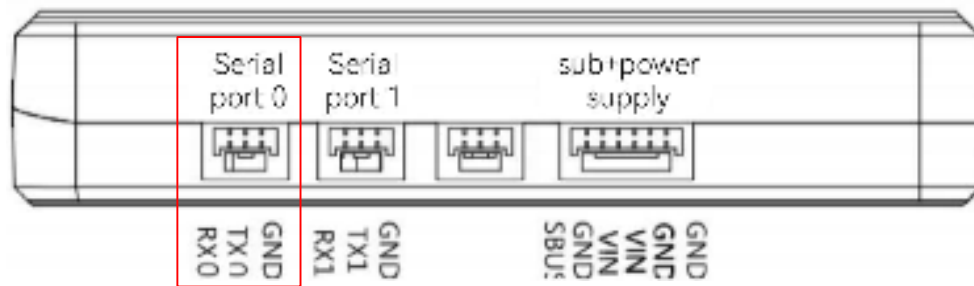 Serial
port 0
Serial
port 1
sub+power
supply
RX0
TX0
GND
RX1
TX1
GND
SBUS
GND
VIN
VIN
GND
GND